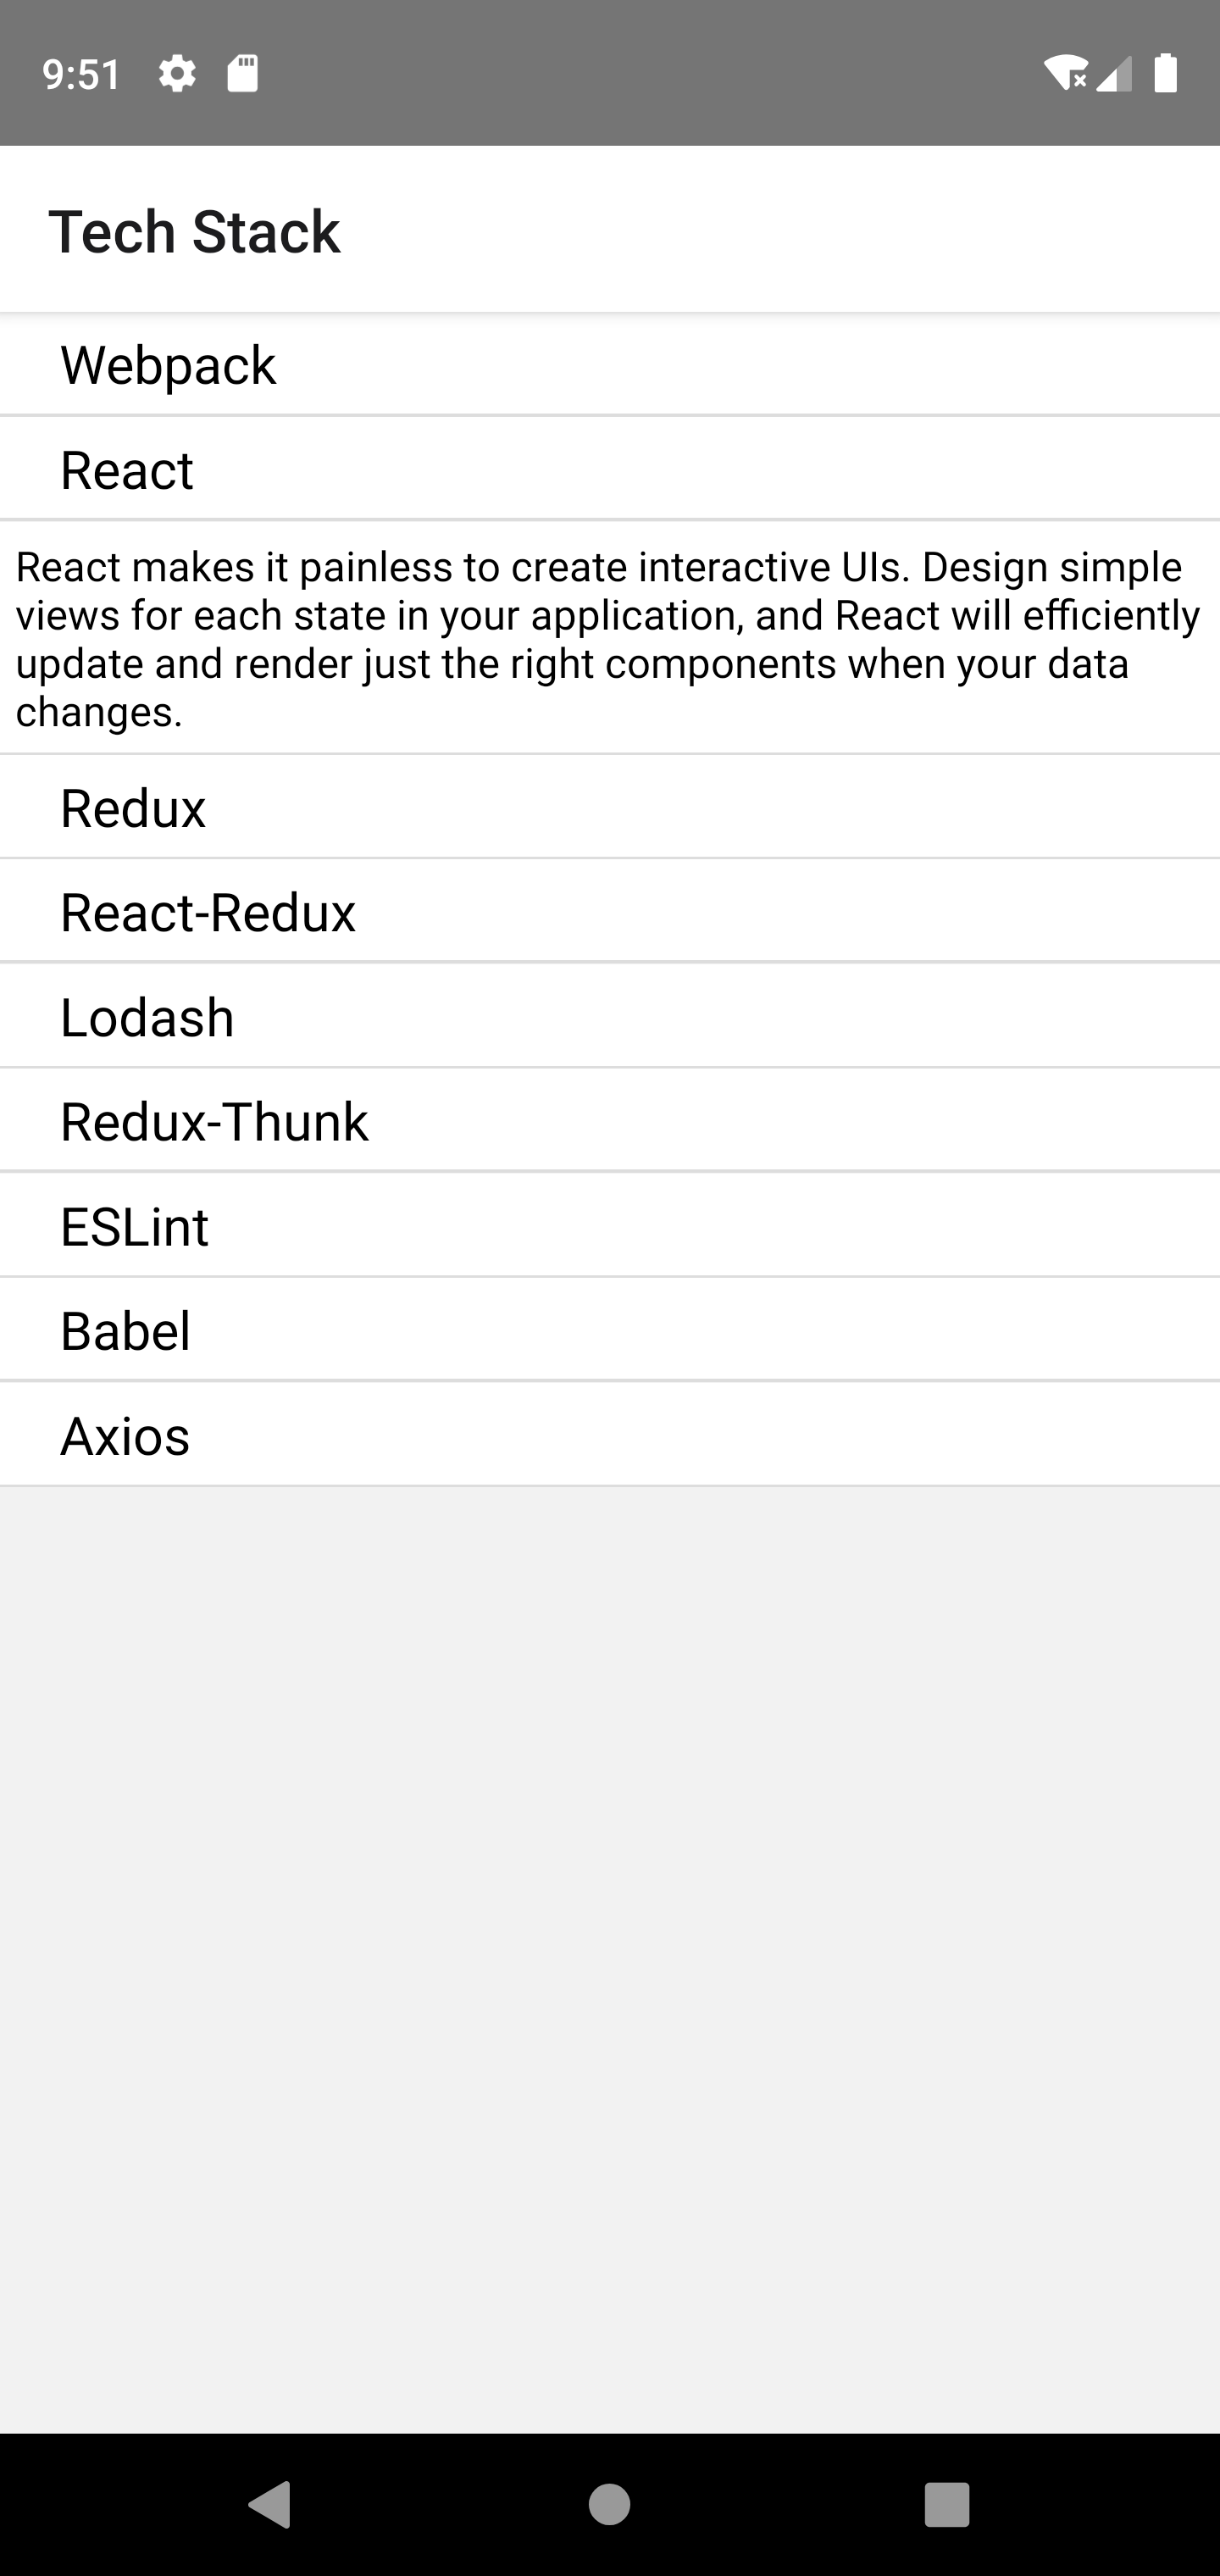 9:51
Tech Stack
Webpack
React
React makes it painless to create interactive UIs. Design simple
views for each state in your application, and React will efficiently
update and render just the right components when your data
changes.
Redux
React-Redux
Lodash
Redux-Thunk
ESLint
Babel
Axios